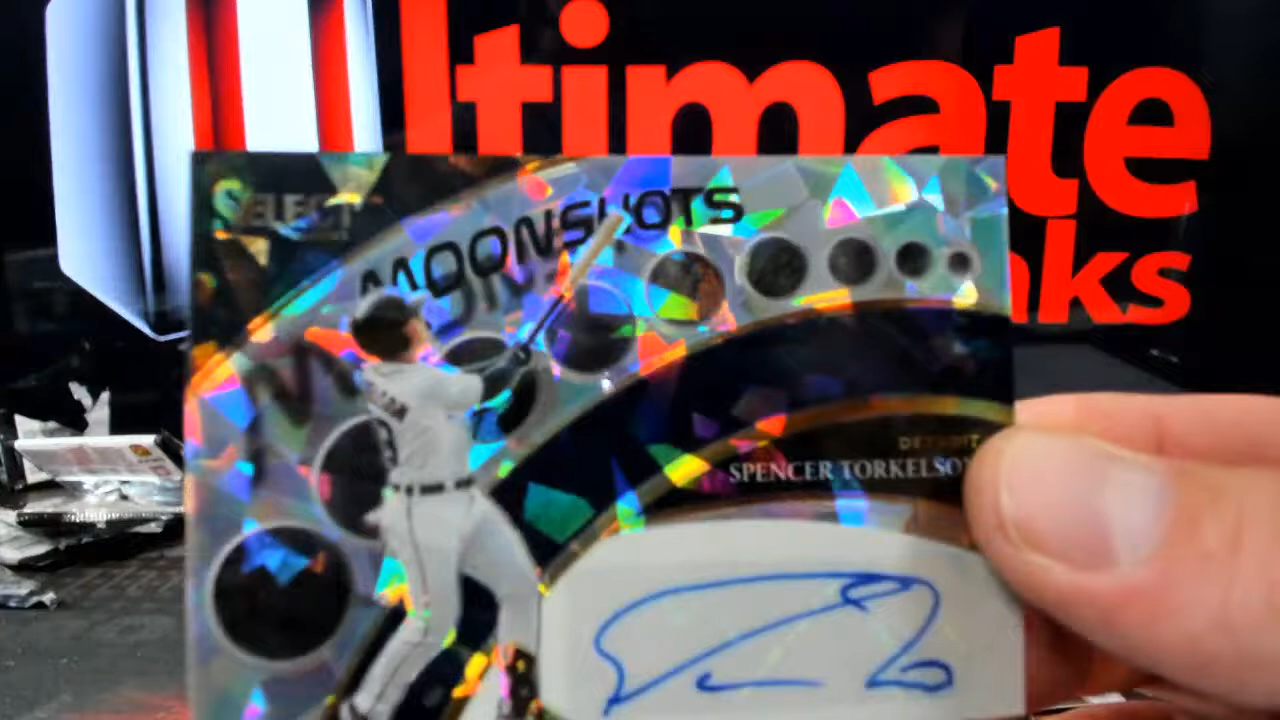 Ultimate
aks
SELECT
MOONSHOTS
DETROIT
SPENCER TORKELSON